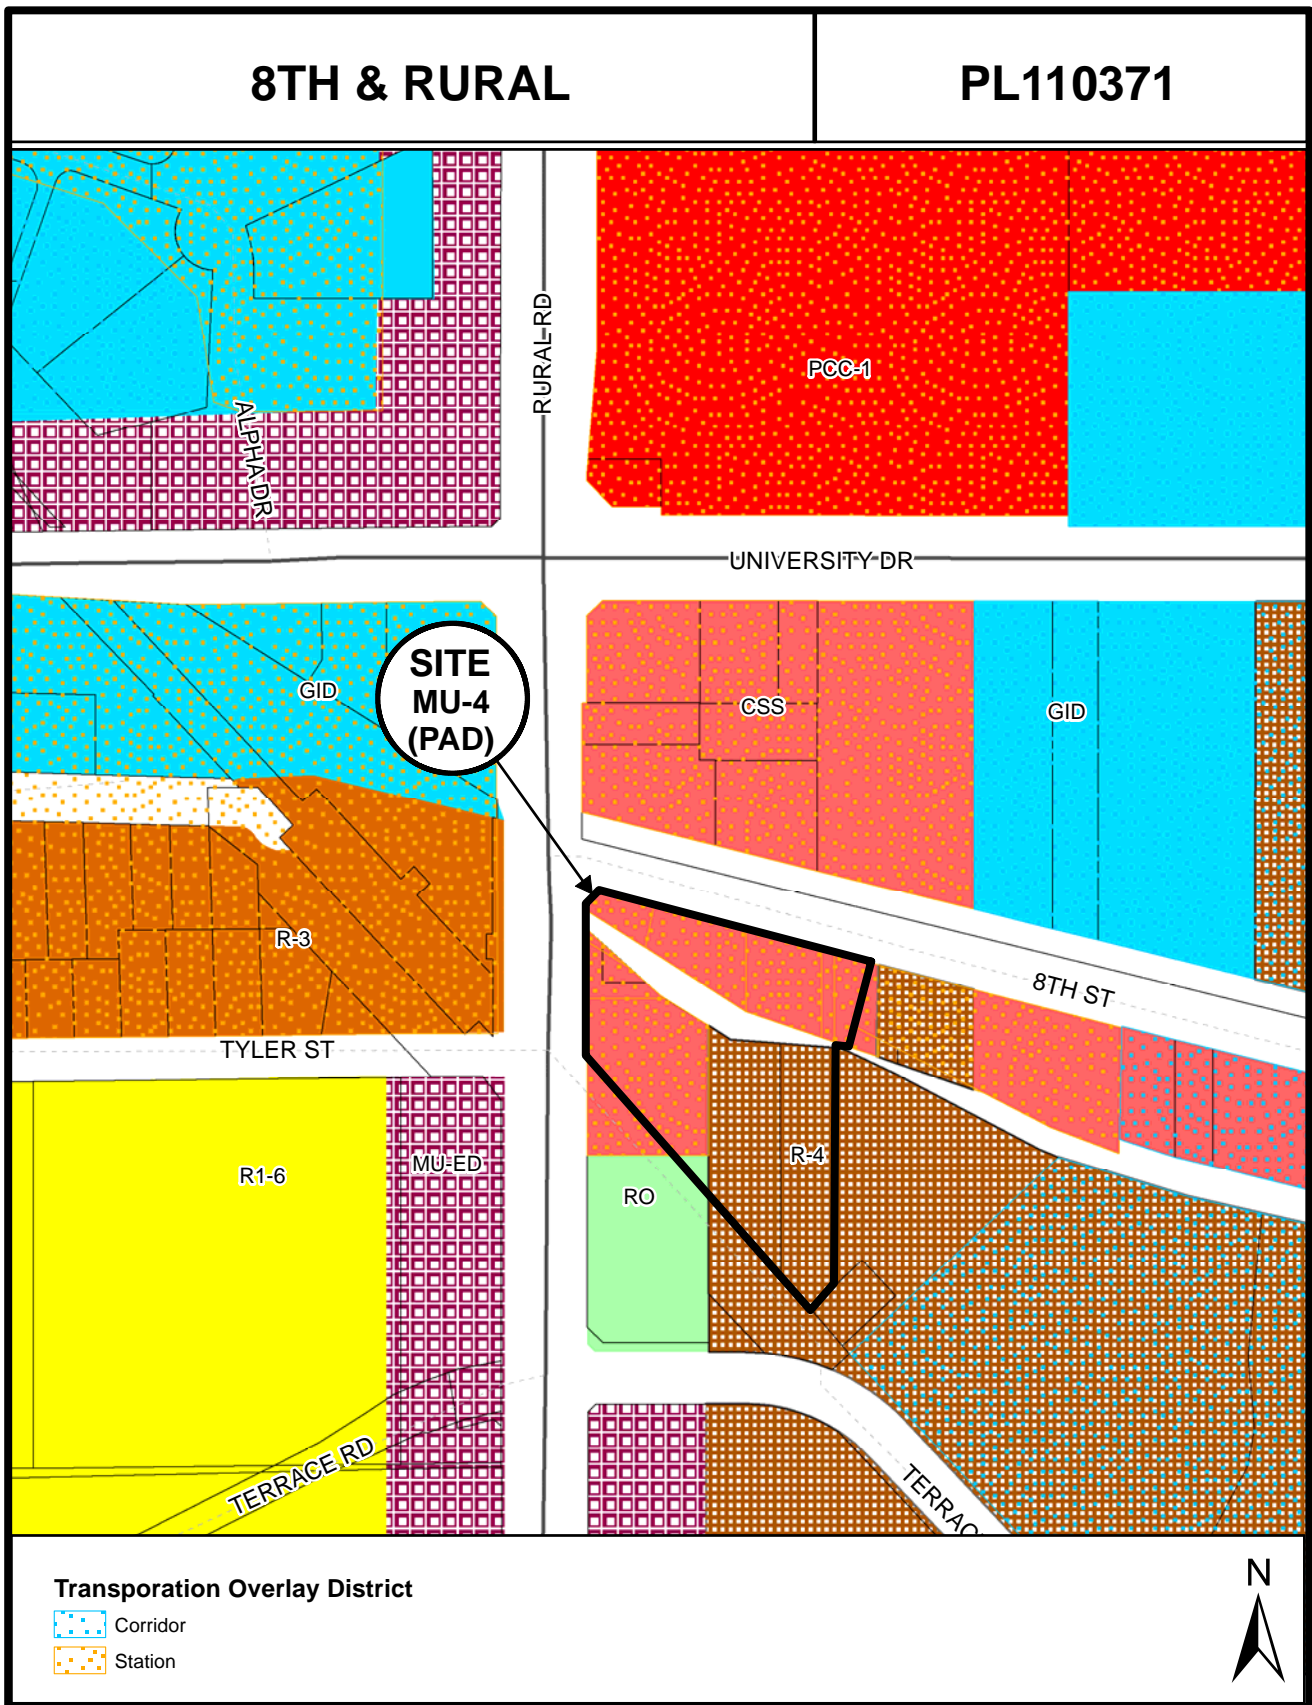 8TH & RURAL
PL110371
RURAL RD
PCC-1
ALPHA DR
UNIVERSITY DR
SITE
MU-4
(PAD)
GID
CSS
GID
R-3
8TH ST
TYLER ST
R-4
MU-ED
R1-6
RO
TERRACE RD
TERRAC
Transporation Overlay District
Corridor
Station
N